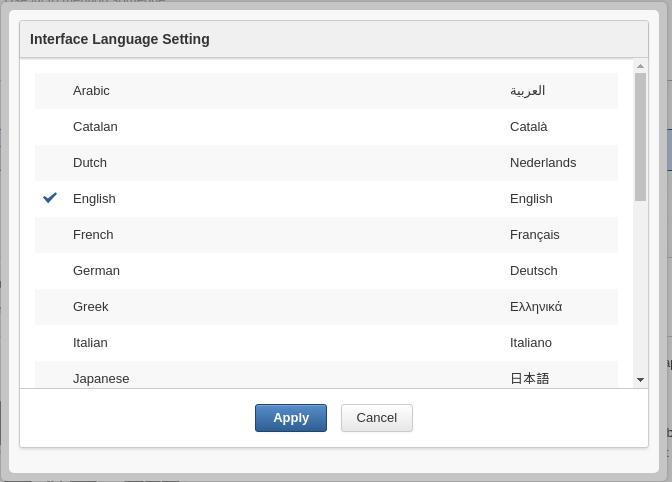 Interface Language Setting
Arabic العربية
Catalan Català
Dutch Nederlands
English English
French Français
German Deutsch
Greek Ελληνικά
Italian Italiano
Japanese 日本語
Apply Cancel